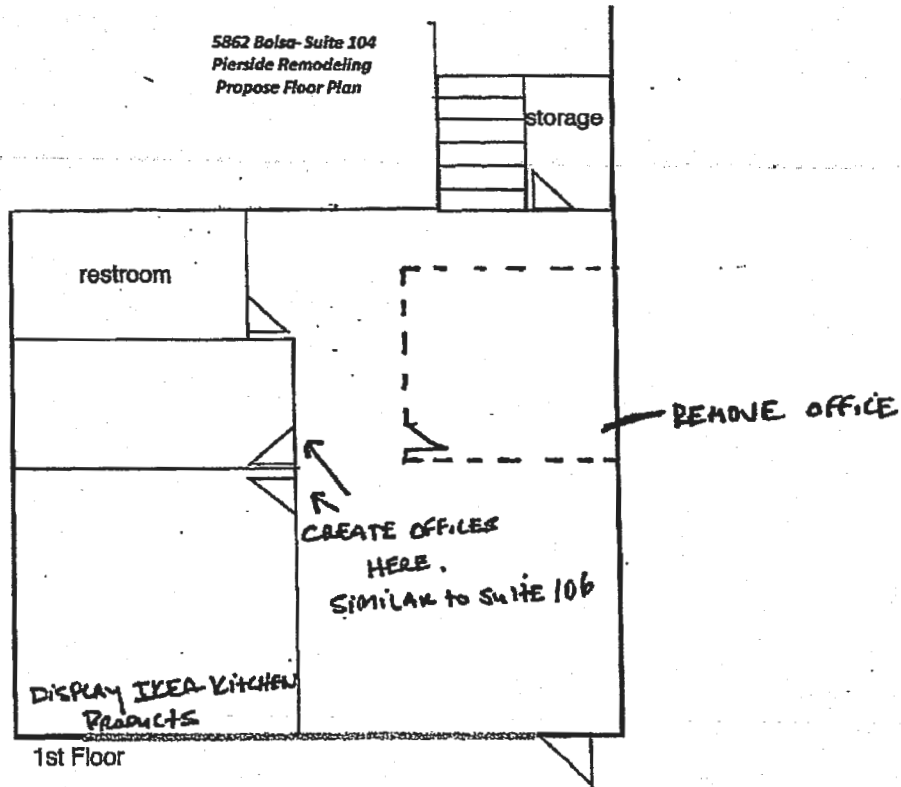 5862 Bolsa- Suite 104
Pierside Remodeling
Propose Floor Plan
storage
restroom
REMOVE OFFICE
CREATE OFFICES
HERE.
SIMILAR to SUITE 106
DISPLAY IKEA KITCHEN
PRODUCTS
1st Floor